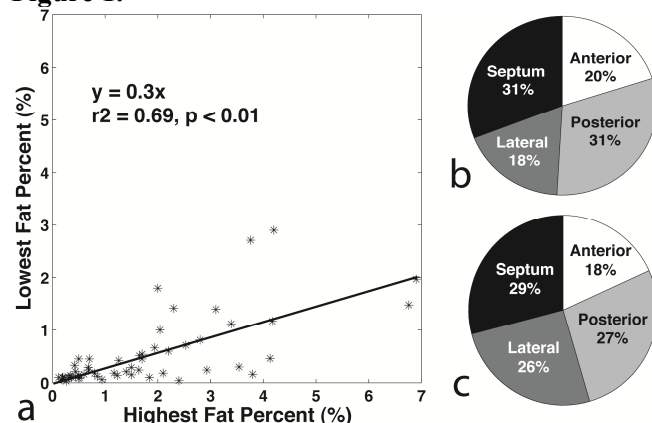 Figure 1.
7
6
5
4
3
2
1
0
Lowest Fat Percent (%)
y = 0.3x
r2 = 0.69, p < 0.01
0 1 2 3 4 5 6 7
Highest Fat Percent (%)
a
Septum
31%
Anterior
20%
Posterior
31%
Lateral
18%
b
Septum
29%
Anterior
18%
Posterior
27%
Lateral
26%
c